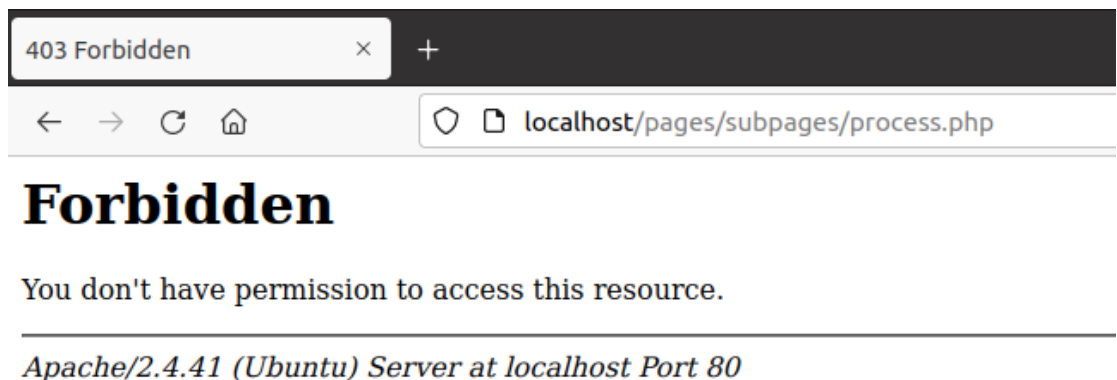 403 Forbidden
localhost/pages/subpages/process.php
Forbidden
You don't have permission to access this resource.
Apache/2.4.41 (Ubuntu) Server at localhost Port 80